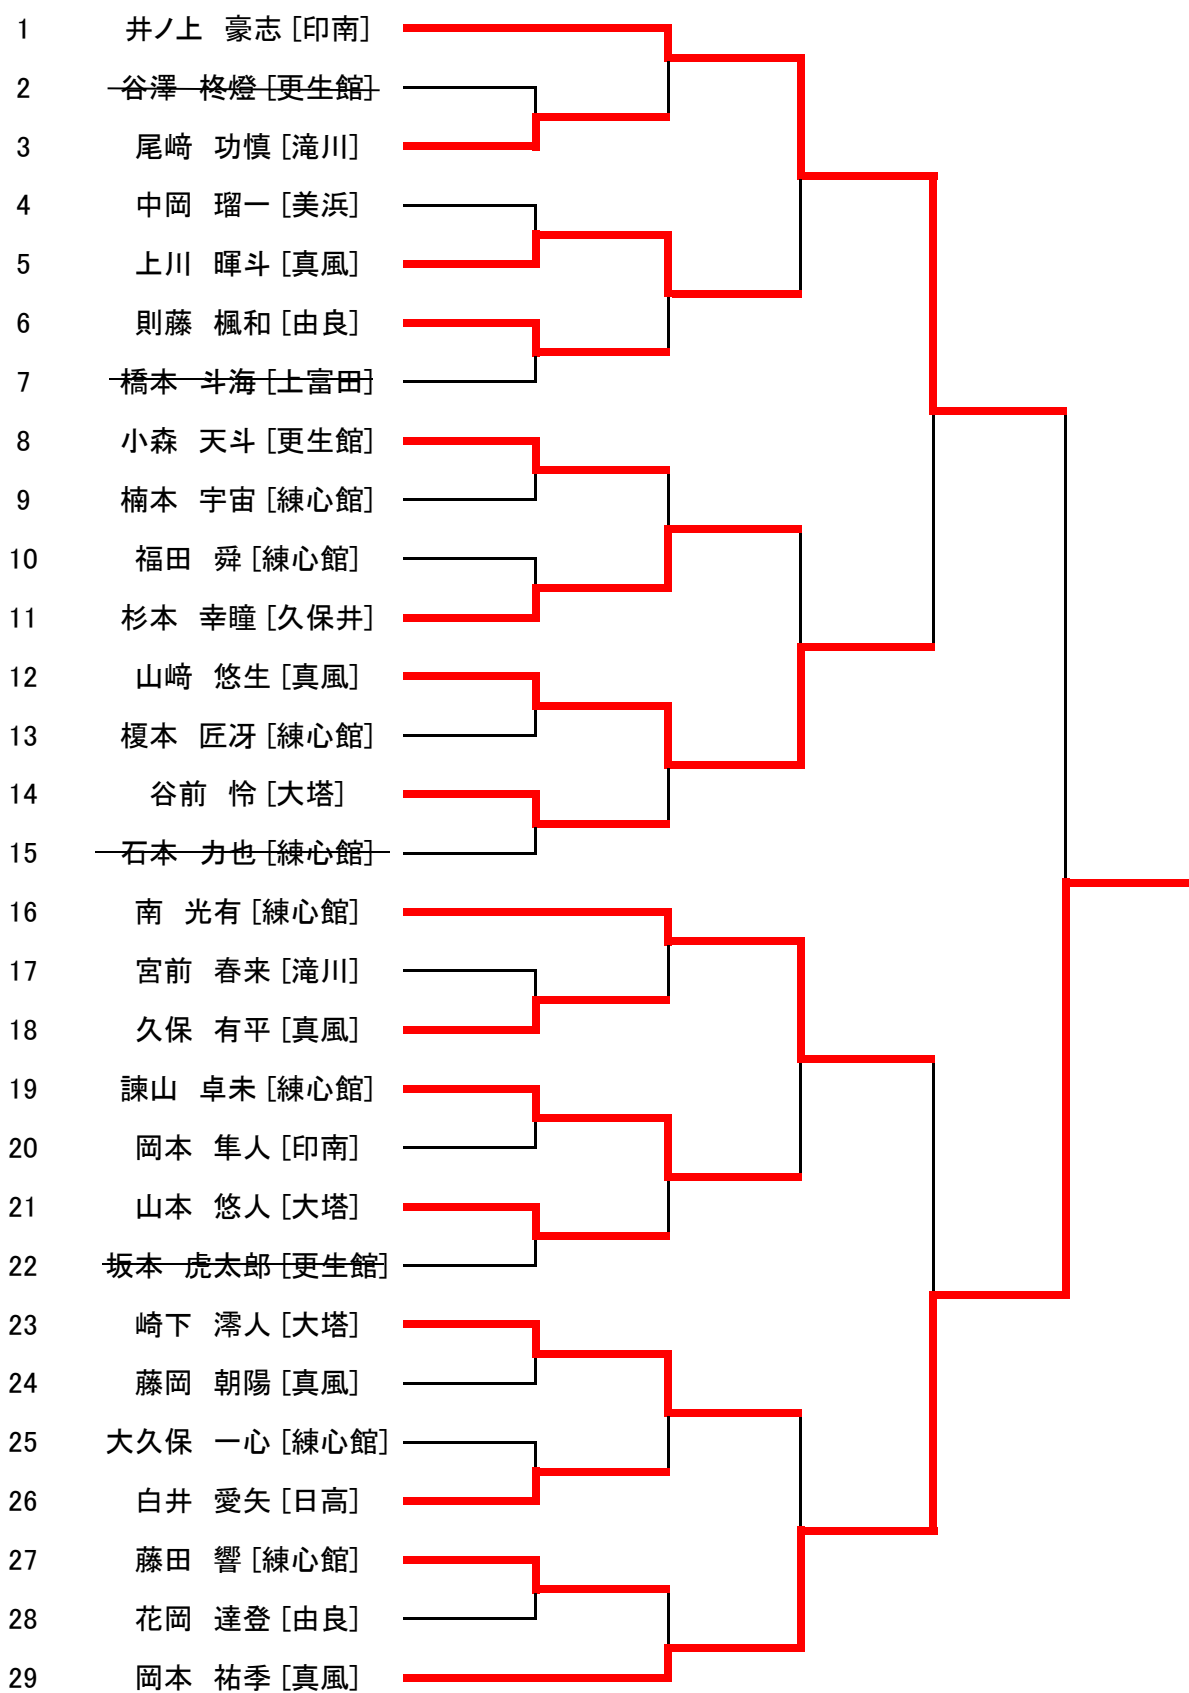 1 井ノ上 豪志 [印南]
2 谷澤 柊燈 [更生館]
3 尾﨑 功慎 [滝川]
4 中岡 瑠一 [美浜]
5 上川 暉斗 [真風]
6 則藤 楓和 [由良]
7 橋本 斗海 [上富田]
8 小森 天斗 [更生館]
9 楠本 宇宙 [練心館]
10 福田 舜 [練心館]
11 杉本 幸瞳 [久保井]
12 山﨑 悠生 [真風]
13 榎本 匠冴 [練心館]
14 谷前 怜 [大塔]
15 石本 力也 [練心館]
16 南 光有 [練心館]
17 宮前 春来 [滝川]
18 久保 有平 [真風]
19 諫山 卓未 [練心館]
20 岡本 隼人 [印南]
21 山本 悠人 [大塔]
22 坂本 虎太郎 [更生館]
23 崎下 澪人 [大塔]
24 藤岡 朝陽 [真風]
25 大久保 一心 [練心館]
26 白井 愛矢 [日高]
27 藤田 響 [練心館]
28 花岡 達登 [由良]
29 岡本 祐季 [真風]